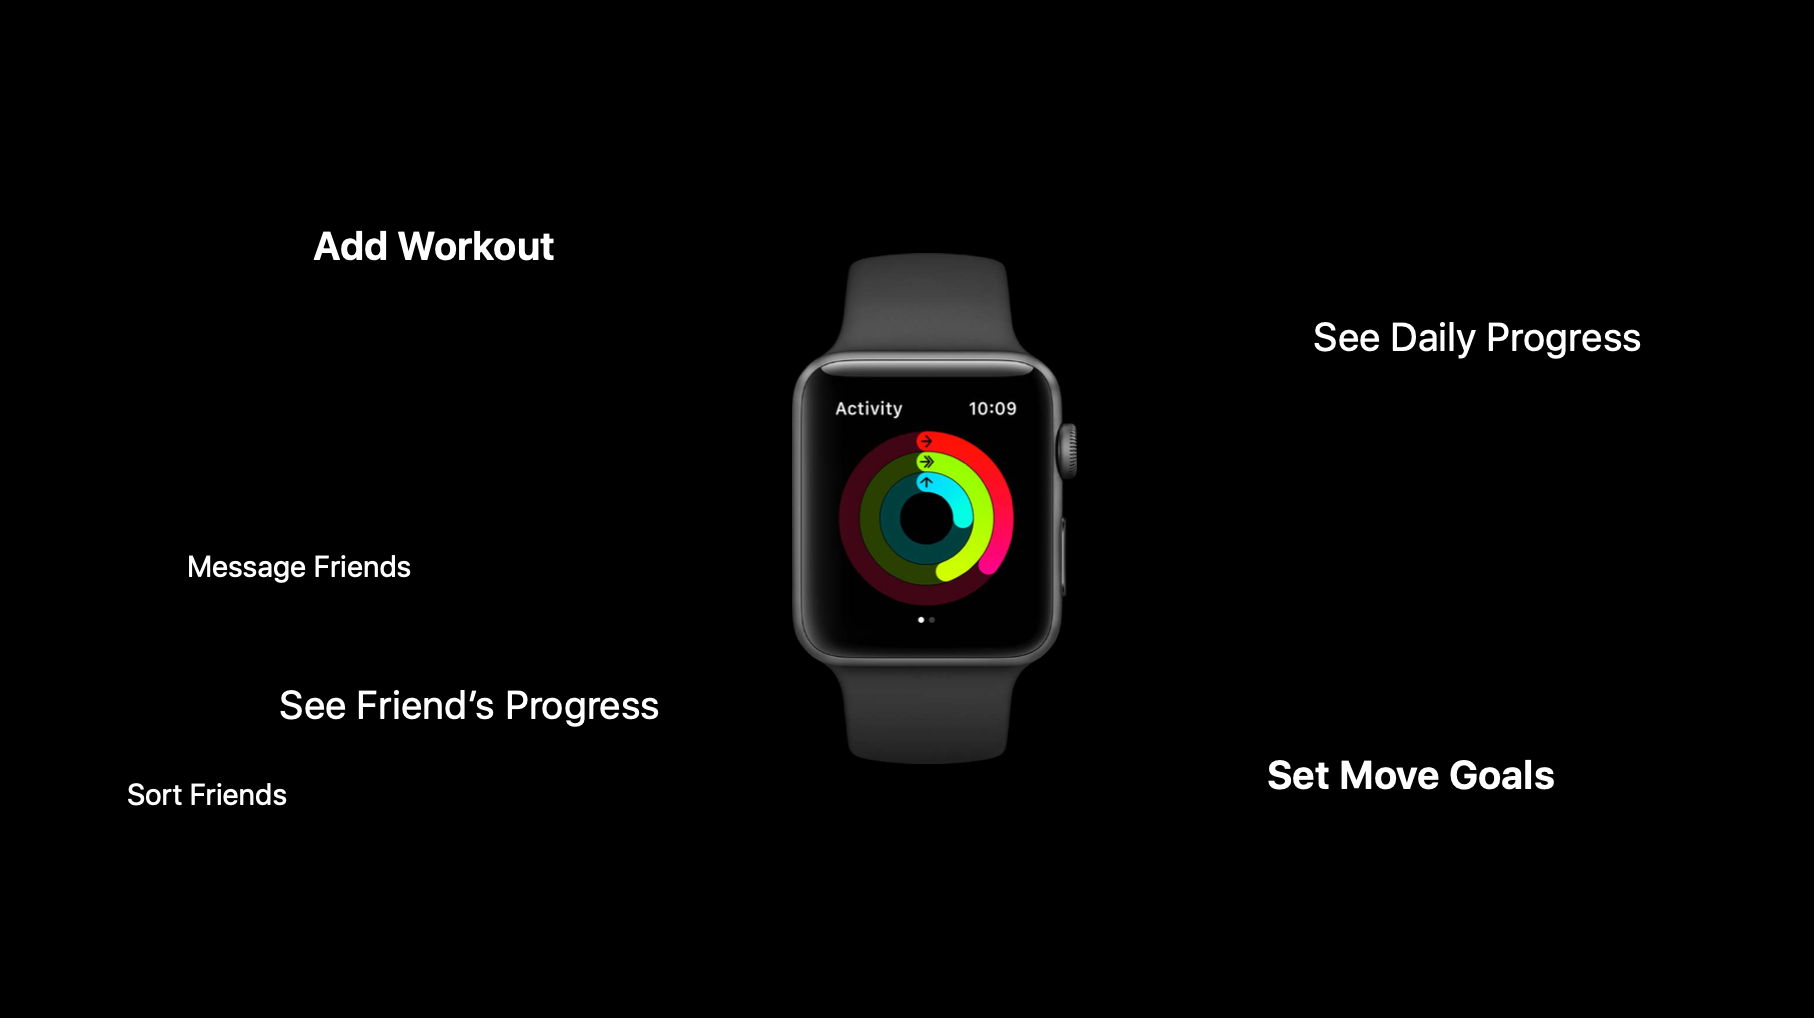 Add Workout
See Daily Progress
Activity
10:09
Message Friends
See Friend’s Progress
Set Move Goals
Sort Friends